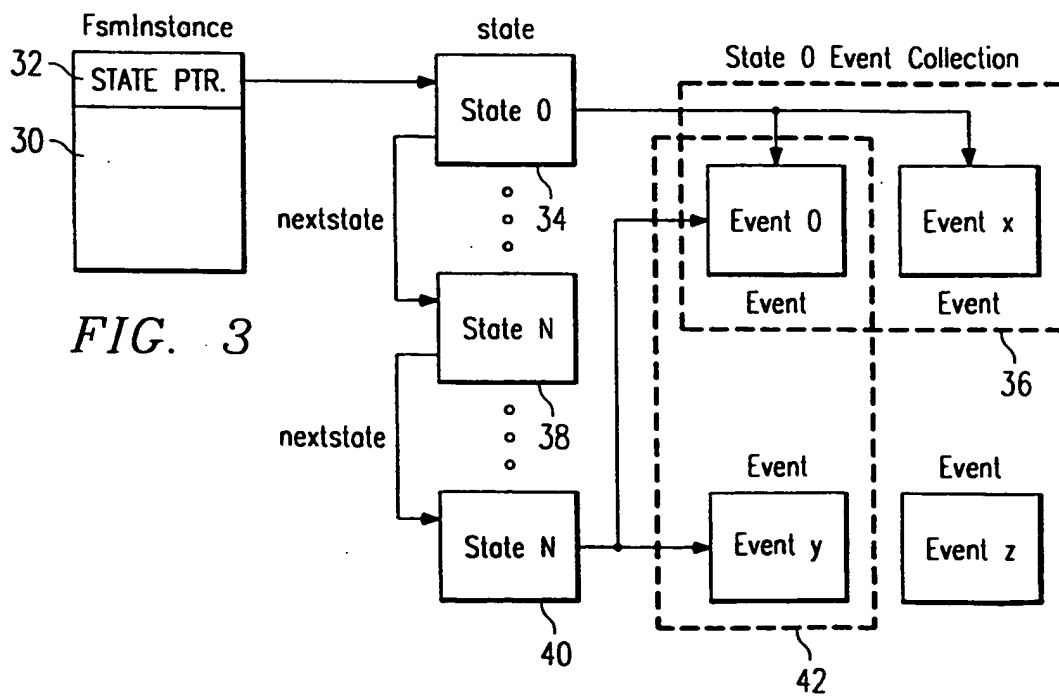 FsmInstance
32
STATE PTR.
30
FIG. 3
state
State 0
34
nextstate
State N
38
nextstate
State N
40
State 0 Event Collection
Event 0
Event
Event x
Event
36
Event
Event y
Event
Event z
42